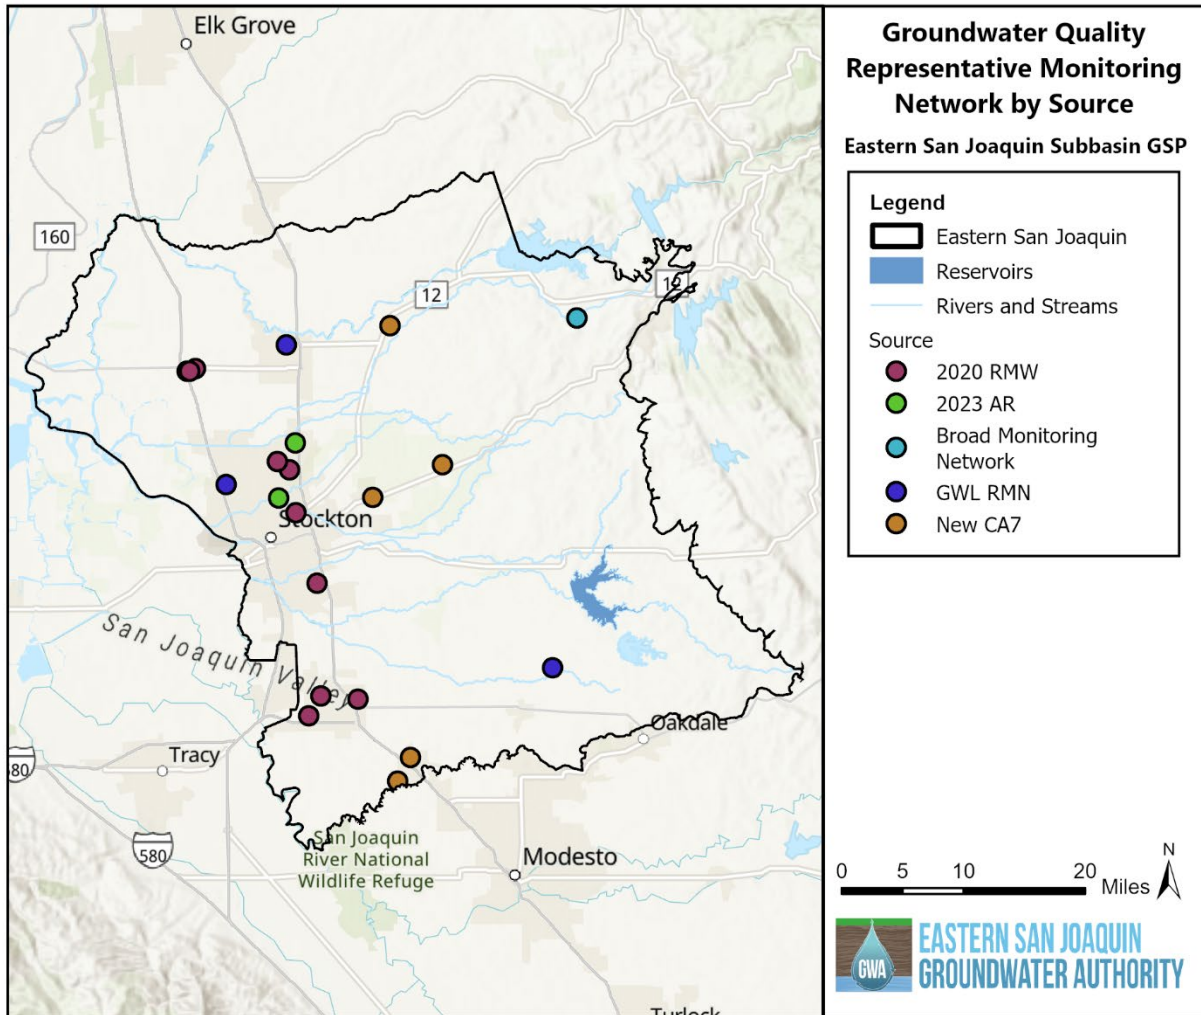 Elk Grove
160
12
12
Stockton
San Joaquin Valley
Oakdale
Tracy
580
San Joaquin
River National
Wildlife Refuge
Modesto
Groundwater Quality
Representative Monitoring
Network by Source
Eastern San Joaquin Subbasin GSP
Legend
Eastern San Joaquin
Reservoirs
Rivers and Streams
Source
2020 RMW
2023 AR
Broad Monitoring
Network
GWL RMN
New CA7
N
0 5 10 20
Miles
GWA
EASTERN SAN JOAQUIN
GROUNDWATER AUTHORITY